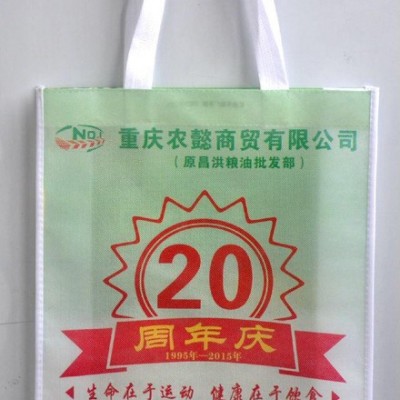 No.1
重庆农懿商贸有限公司
(原昌洪粮油批发部)
20
周年庆
1995年—2015年
生命在于运动 健康在于饮食